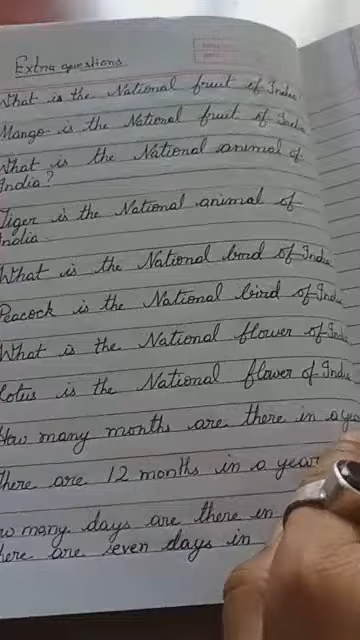 Extra questions
What is the National fruit of India
Mango is the National fruit of India
What is the National animal of
India?
Tiger is the National animal of
India.
What is the National bird of India
Peacock is the National bird of India
What is the National flower of India
Lotus is the National flower of India
How many months are there in a yea
There are 12 months in a year
ow many days are there in
here are seven days in